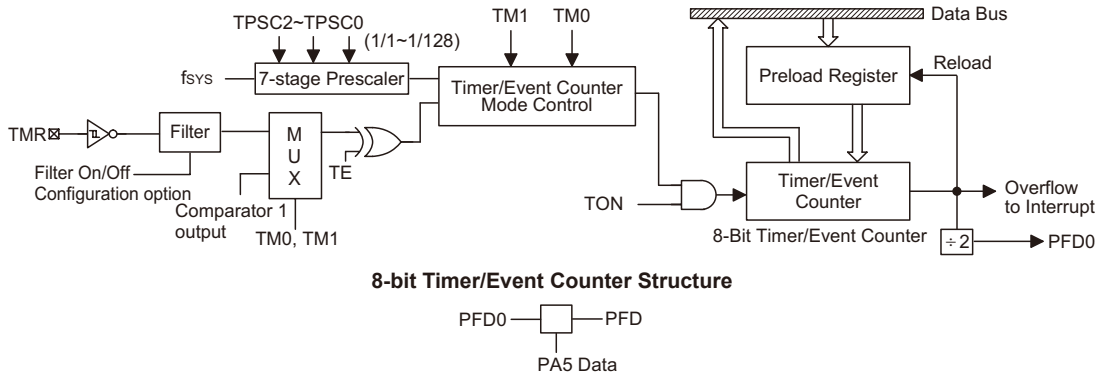 TPSC2~TPSC0
(1/1~1/128)
TM1
TM0
Data Bus
fSYS
7-stage Prescaler
Timer/Event Counter
Mode Control
Preload Register
Reload
TMR
Filter
M
U
X
TE
Filter On/Off
Configuration option
Comparator 1
output
TM0, TM1
TON
Timer/Event
Counter
8-Bit Timer/Event Counter
Overflow
to Interrupt
÷2
PFD0
8-bit Timer/Event Counter Structure
PFD0
PFD
PA5 Data